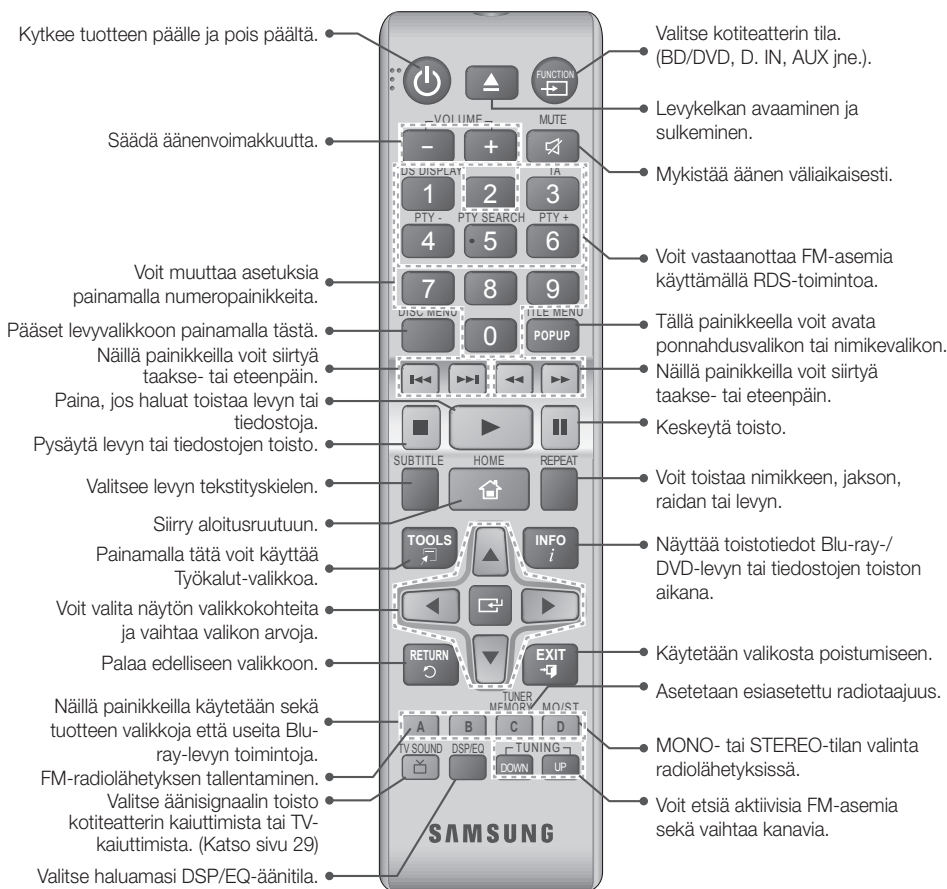 Kytkee tuotteen päälle ja pois päältä.
Säädä äänenvoimakkuutta.
Voit muuttaa asetuksia
painamalla numeropainikkeita.
Pääset levyvalikkoon painamalla tästä.
Näillä painikkeilla voit siirtyä
taakse- tai eteenpäin.
Paina, jos haluat toistaa levyn tai
tiedostoja.
Pysäytä levyn tai tiedostojen toisto.
Valitsee levyn tekstityskielen.
Siirry aloitusruutuun.
Painamalla tätä voit käyttää
Työkalut-valikkoa.
Voit valita näytön valikkokohteita
ja vaihtaa valikon arvoja.
Palaa edelliseen valikkoon.
Näillä painikkeilla käytetään sekä
tuotteen valikkoja että useita Blu-
ray-levyn toimintoja.
FM-radiolähetyksen tallentaminen.
Valitse äänisignaalin toisto
kotiteatterin kaiuttimista tai TV-
kaiuttimista. (Katso sivu 29)
Valitse haluamasi DSP/EQ-äänitila.
FUNCTION
VOLUME MUTE
- +
DS DISPLAY TA
1 2 3
PTY - PTY SEARCH PTY +
4 5 6
7 8 9
DISC MENU TITLE MENU
0 POPUP
SUBTITLE HOME REPEAT
TOOLS INFO
i
RETURN EXIT
TUNER
MEMORY MO/ST
A B C D
TV SOUND DSP/EQ TUNING
DOWN UP
SAMSUNG
Valitse kotiteatterin tila.
(BD/DVD, D. IN, AUX jne.).
Levykelkan avaaminen ja
sulkeminen.
Mykistää äänen väliaikaisesti.
Voit vastaanottaa FM-asemia
käyttämällä RDS-toimintoa.
Tällä painikkeella voit avata
ponnahdusvalikon tai nimikevalikon.
Näillä painikkeilla voit siirtyä
taakse- tai eteenpäin.
Keskeytä toisto.
Voit toistaa nimikkeen, jakson,
raidan tai levyn.
Näyttää toistotiedot Blu-ray-/
DVD-levyn tai tiedostojen toiston
aikana.
Käytetään valikosta poistumiseen.
Asetetaan esiasetettu radiotaajuus.
MONO- tai STEREO-tilan valinta
radiolähetyksissä.
Voit etsiä aktiivisia FM-asemia
sekä vaihtaa kanavia.